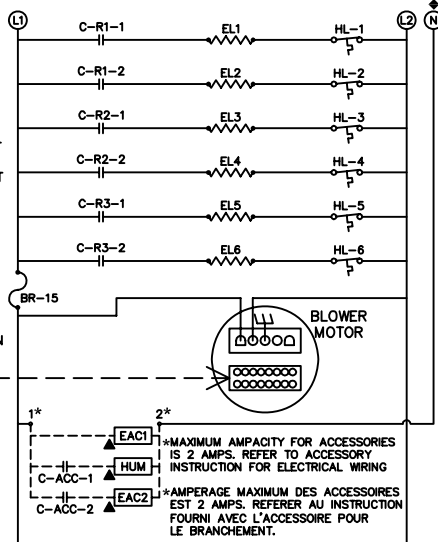 L1 L2 N
C-R1-1 EL1 HL-1
C-R1-2 EL2 HL-2
C-R2-1 EL3 HL-3
C-R2-2 EL4 HL-4
C-R3-1 EL5 HL-5
C-R3-2 EL6 HL-6
BR-15
BLOWER
MOTOR
1* 2*
EAC1
HUM
C-ACC-1
EAC2
C-ACC-2
*MAXIMUM AMPACITY FOR ACCESSORIES
IS 2 AMPS. REFER TO ACCESSORY
INSTRUCTION FOR ELECTRICAL WIRING
*AMPERAGE MAXIMUM DES ACCESSOIRES
EST 2 AMPS. REFERER AU INSTRUCTION
FOURNI AVEC L'ACCESSOIRE POUR
LE BRANCHEMENT.